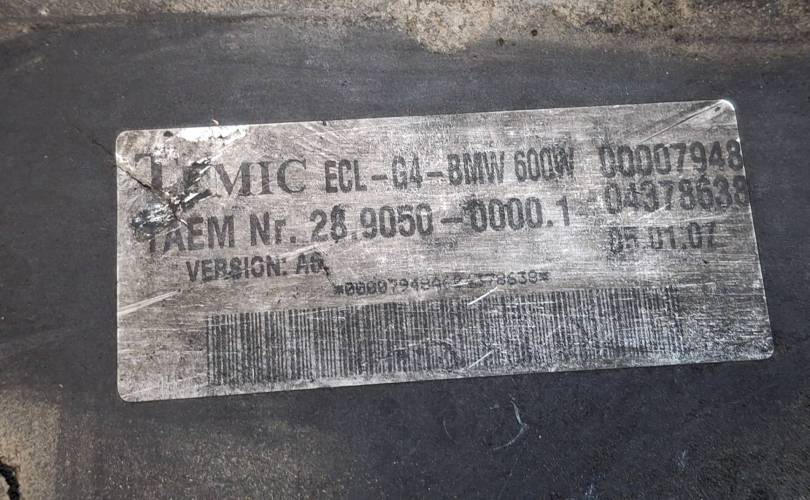 TEMIC ECL-G4-BMW 600W 00007948
TAEM Nr. 28.9050-0000.1 04378638
VERSION: A6 05.01.07